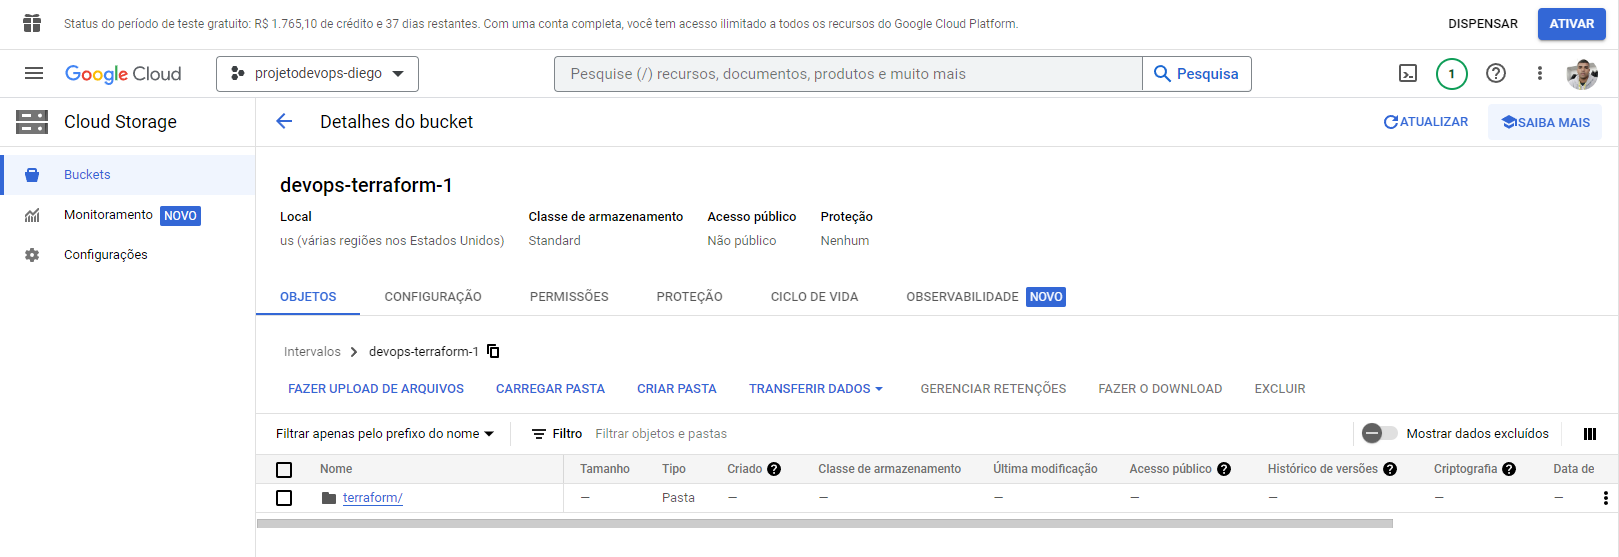 Status do período de teste gratuito: R$ 1.765,10 de crédito e 37 dias restantes. Com uma conta completa, você tem acesso ilimitado a todos os recursos do Google Cloud Platform.
DISPENSAR
ATIVAR
Google Cloud
projetodevops-diego
Pesquise (/) recursos, documentos, produtos e muito mais
Pesquisa
1
Cloud Storage
Detalhes do bucket
ATUALIZAR
SAIBA MAIS
Buckets
Monitoramento NOVO
Configurações
devops-terraform-1
Local Classe de armazenamento Acesso público Proteção
us (várias regiões nos Estados Unidos) Standard Não público Nenhum
OBJETOS CONFIGURAÇÃO PERMISSÕES PROTEÇÃO CICLO DE VIDA OBSERVABILIDADE NOVO
Intervalos devops-terraform-1
FAZER UPLOAD DE ARQUIVOS CARREGAR PASTA CRIAR PASTA TRANSFERIR DADOS GERENCIAR RETENÇÕES FAZER O DOWNLOAD EXCLUIR
Filtrar apenas pelo prefixo do nome Filtro Filtrar objetos e pastas Mostrar dados excluídos
Nome Tamanho Tipo Criado Classe de armazenamento Última modificação Acesso público Histórico de versões Criptografia Data de
terraform/ — Pasta — — — — — — —